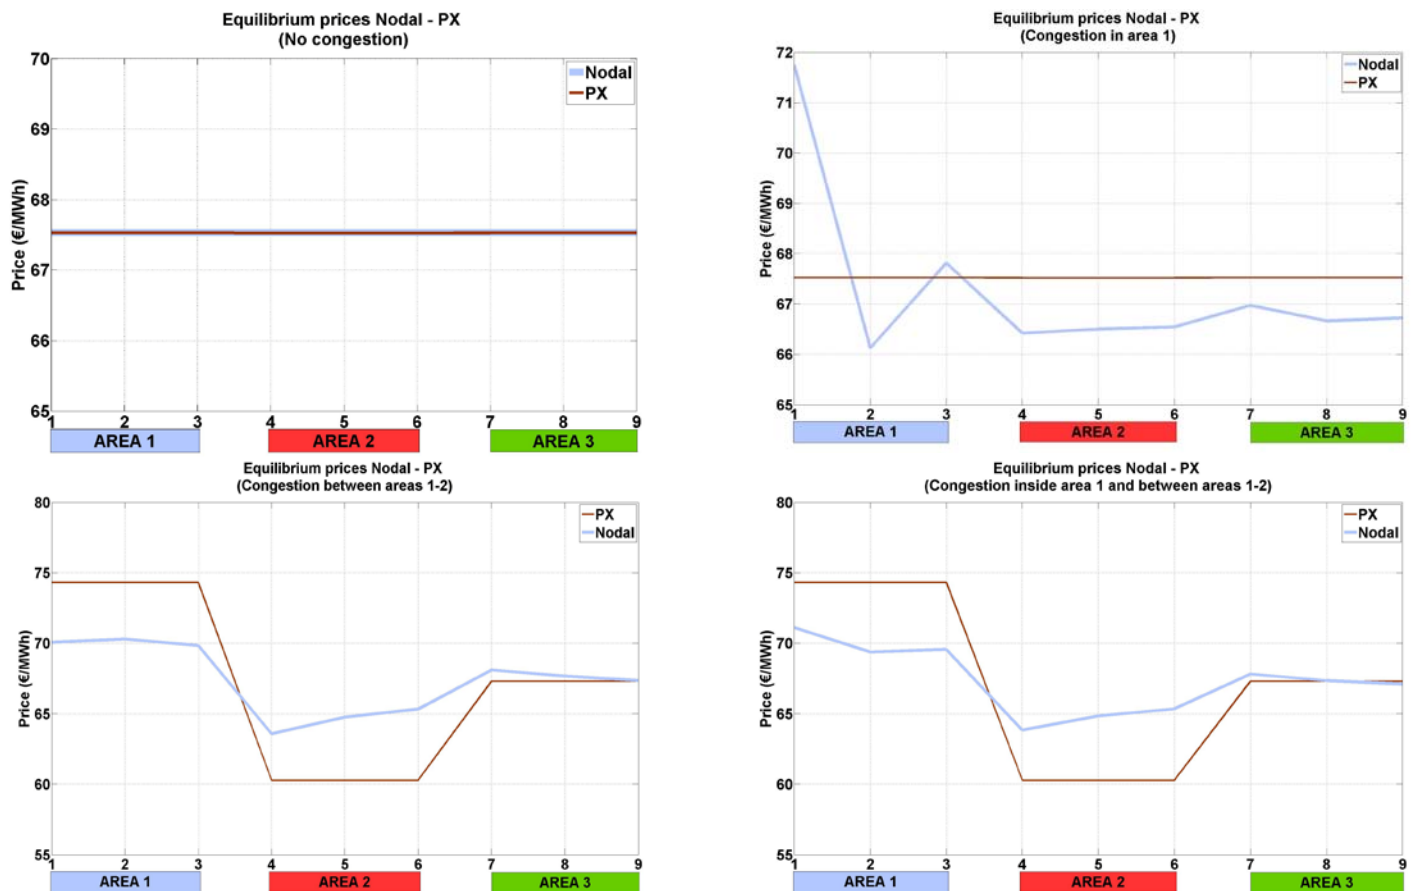 Equilibrium prices Nodal - PX
(No congestion)
70
69
68
67
66
65
Price (€/MWh)
Nodal
PX
1 2 3 4 5 6 7 8 9
AREA 1 AREA 2 AREA 3
Equilibrium prices Nodal - PX
(Congestion in area 1)
72
71
70
69
68
67
66
65
Price (€/MWh)
Nodal
PX
1 2 3 4 5 6 7 8 9
AREA 1 AREA 2 AREA 3
Equilibrium prices Nodal - PX
(Congestion between areas 1-2)
80
75
70
65
60
55
Price (€/MWh)
PX
Nodal
1 2 3 4 5 6 7 8 9
AREA 1 AREA 2 AREA 3
Equilibrium prices Nodal - PX
(Congestion inside area 1 and between areas 1-2)
80
75
70
65
60
55
Price (€/MWh)
PX
Nodal
1 2 3 4 5 6 7 8 9
AREA 1 AREA 2 AREA 3